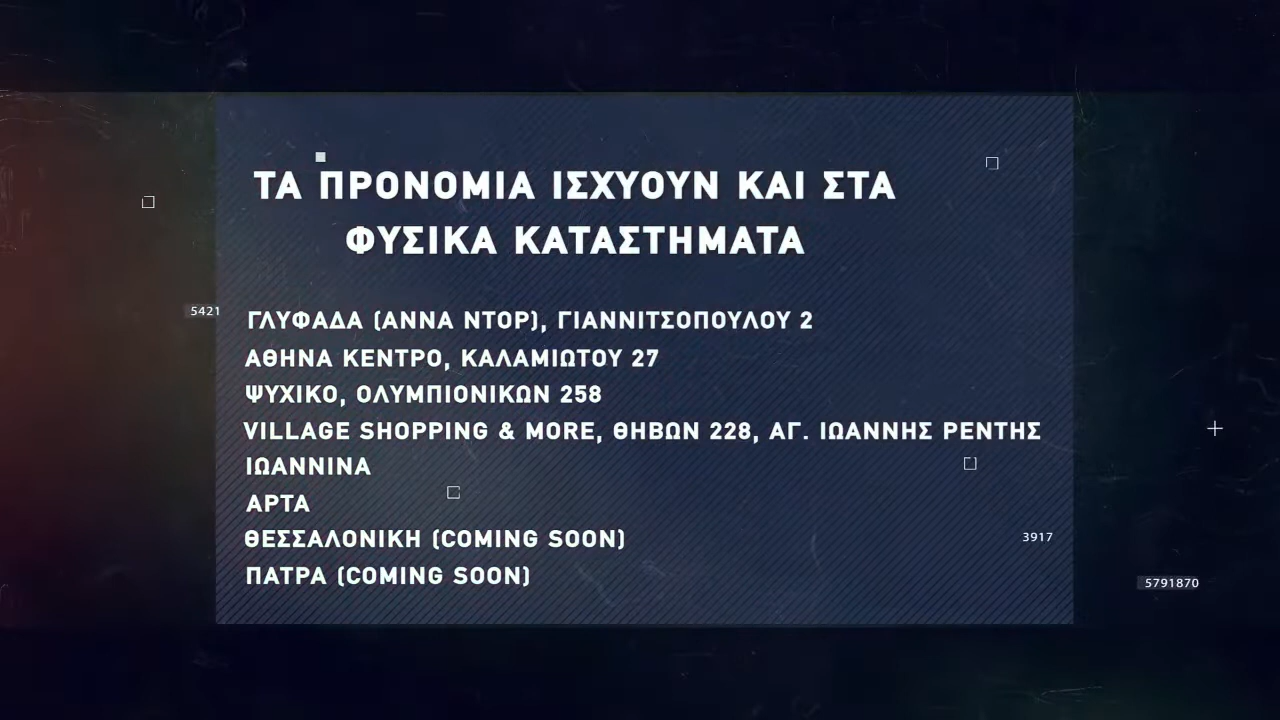 ΤΑ ΠΡΟΝΟΜΙΑ ΙΣΧΥΟΥΝ ΚΑΙ ΣΤΑ
ΦΥΣΙΚΑ ΚΑΤΑΣΤΗΜΑΤΑ
5421
ΓΛΥΦΑΔΑ (ΑΝΝΑ ΝΤΟΡ), ΓΙΑΝΝΙΤΣΟΠΟΥΛΟΥ 2
ΑΘΗΝΑ ΚΕΝΤΡΟ, ΚΑΛΑΜΙΩΤΟΥ 27
ΨΥΧΙΚΟ, ΟΛΥΜΠΙΟΝΙΚΩΝ 258
VILLAGE SHOPPING & MORE, ΘΗΒΩΝ 228, ΑΓ. ΙΩΑΝΝΗΣ ΡΕΝΤΗΣ
ΙΩΑΝΝΙΝΑ
ΑΡΤΑ
ΘΕΣΣΑΛΟΝΙΚΗ (COMING SOON)
3917
ΠΑΤΡΑ (COMING SOON)
5791870